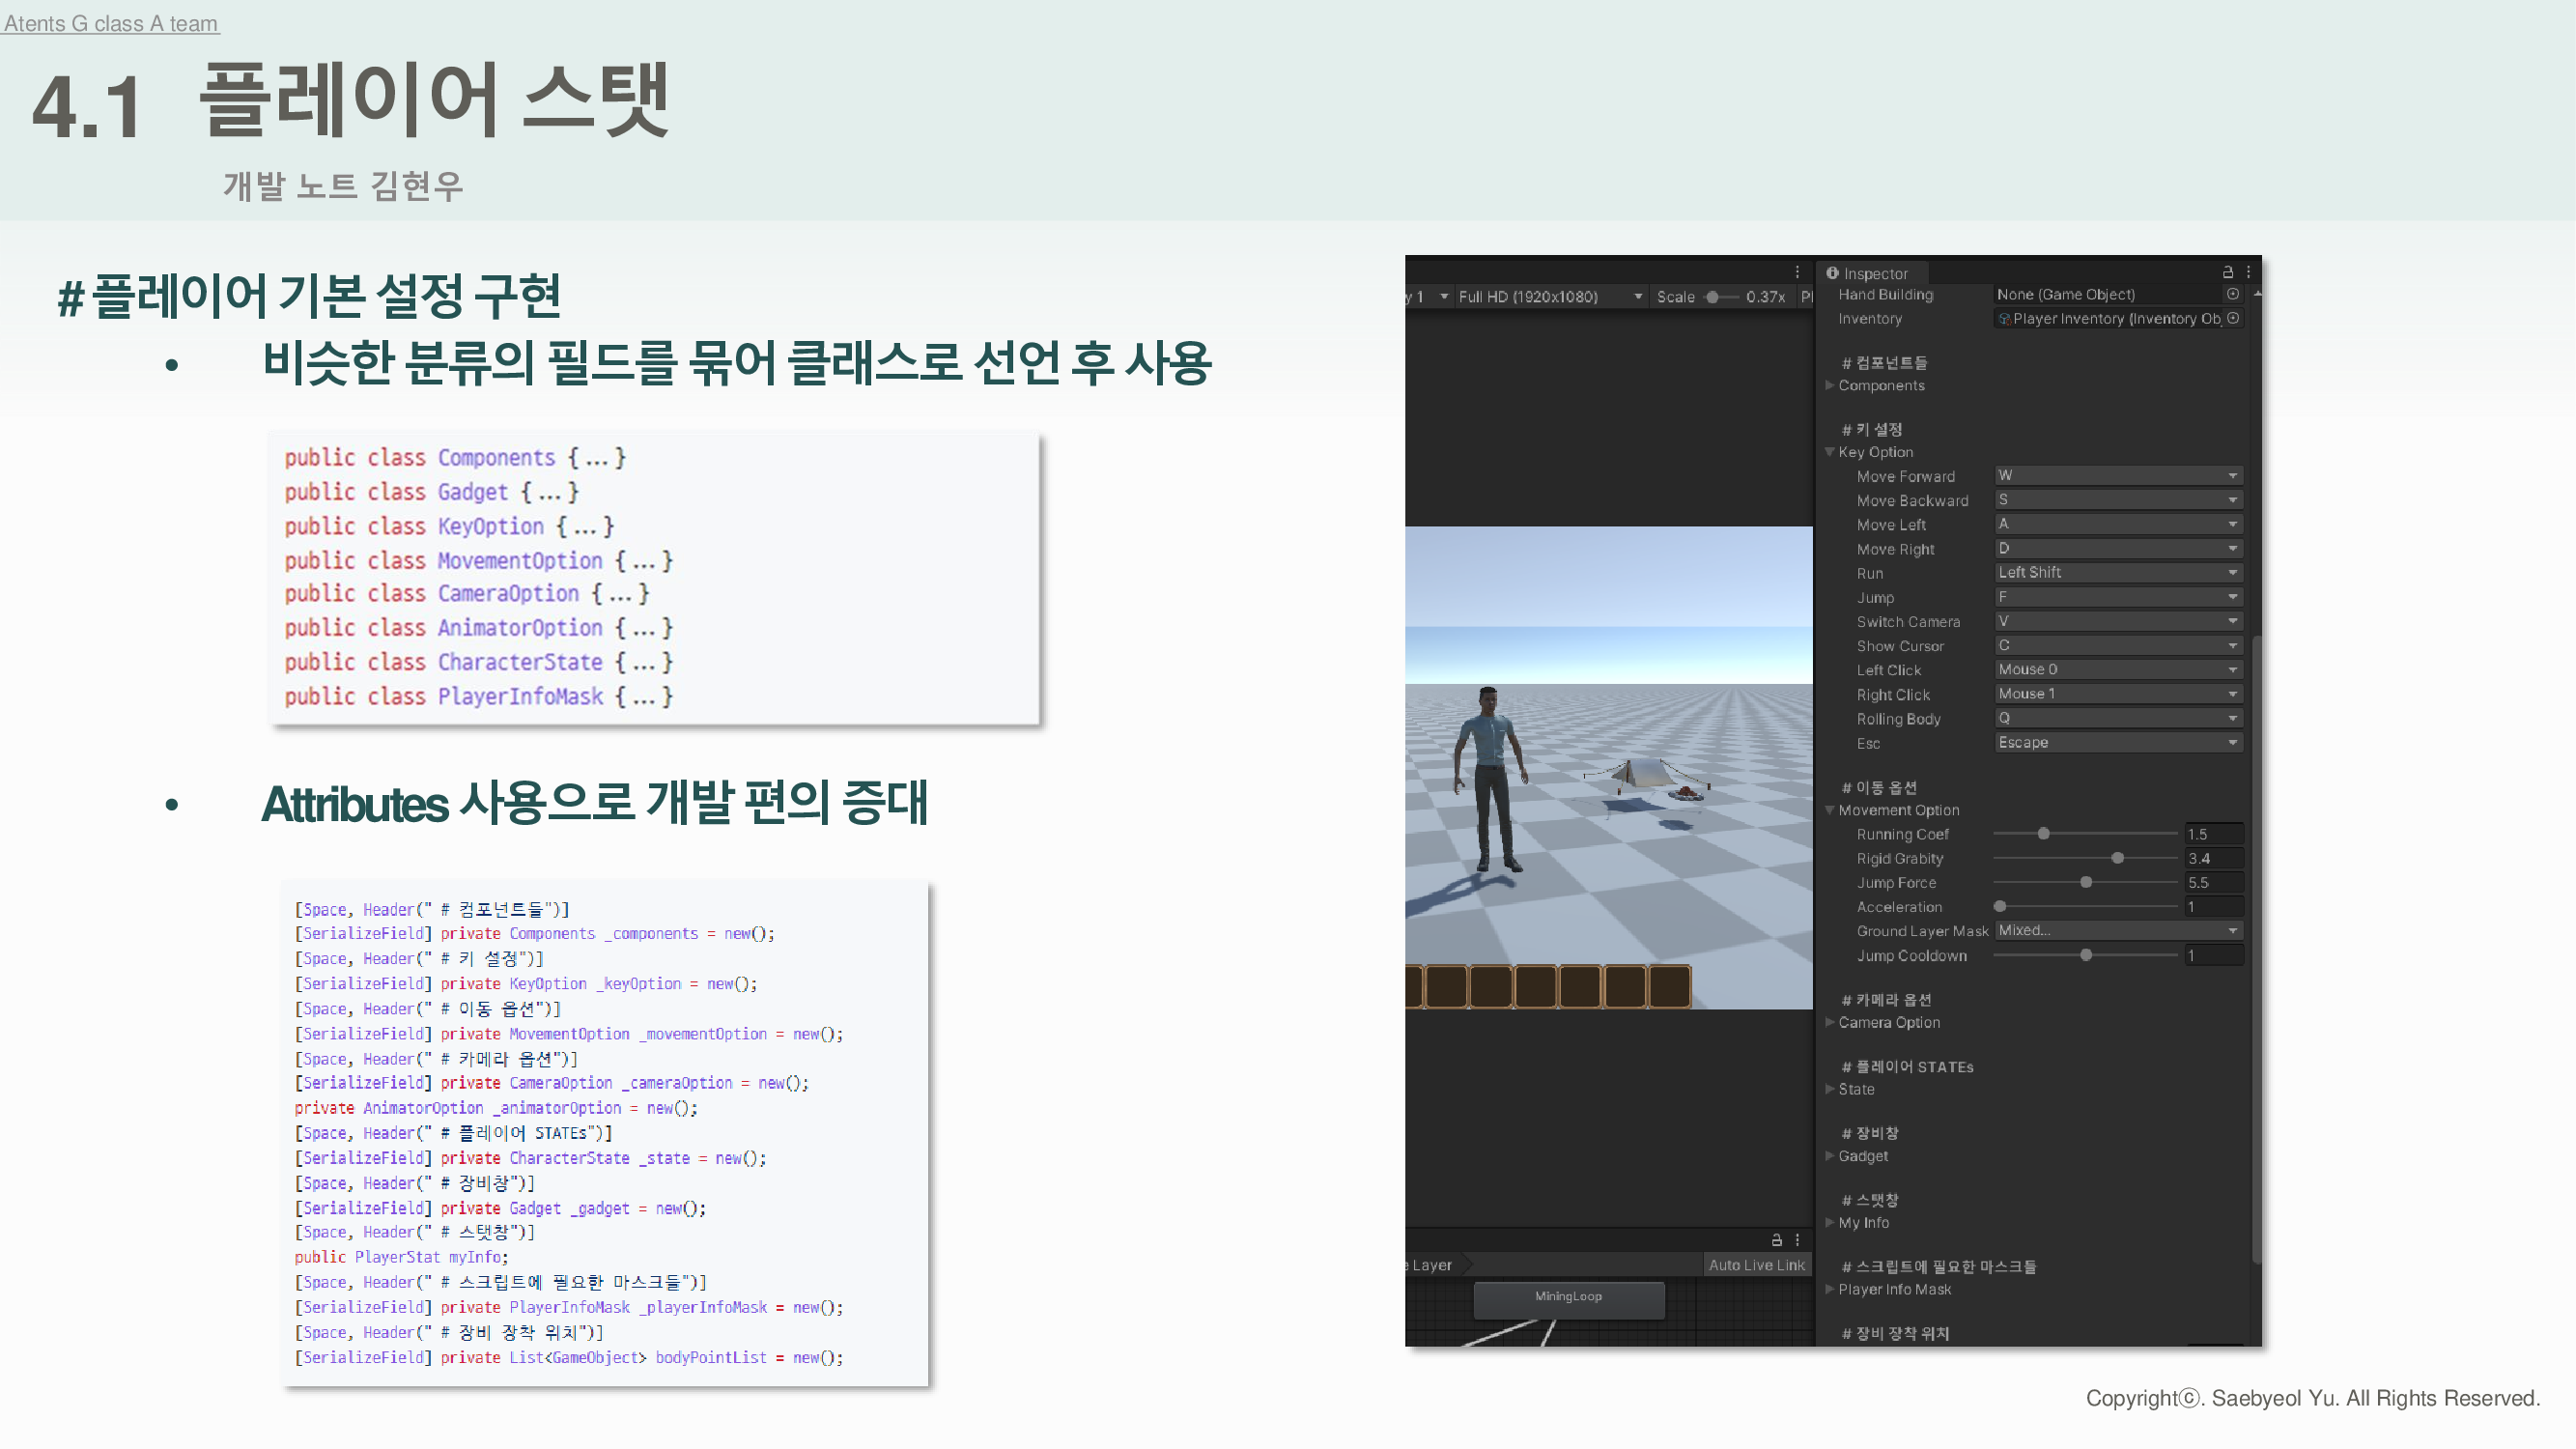 Atents G class A team
4.1 플레이어 스탯
개발 노트 김현우
# 플레이어 기본 설정 구현
• 비슷한 분류의 필드를 묶어 클래스로 선언 후 사용
public class Components {...}
public class Gadget {...}
public class KeyOption {...}
public class MovementOption {...}
public class CameraOption {...}
public class AnimatorOption {...}
public class CharacterState {...}
public class PlayerInfoMask {...}
• Attributes 사용으로 개발 편의 증대
[Space, Header(" # 컴포넌트들")]
[SerializeField] private Components _components = new();
[Space, Header(" # 키 설정")]
[SerializeField] private KeyOption _keyOption = new();
[Space, Header(" # 이동 옵션")]
[SerializeField] private MovementOption _movementOption = new();
[Space, Header(" # 카메라 옵션")]
[SerializeField] private CameraOption _cameraOption = new();
private AnimatorOption _animatorOption = new();
[Space, Header(" # 플레이어 STATEs")]
[SerializeField] private CharacterState _state = new();
[Space, Header(" # 장비창")]
[SerializeField] private Gadget _gadget = new();
[Space, Header(" # 스탯창")]
public PlayerStat myInfo;
[Space, Header(" # 스크립트에 필요한 마스크들")]
[SerializeField] private PlayerInfoMask _playerInfoMask = new();
[Space, Header(" # 장비 장착 위치")]
[SerializeField] private List<GameObject> bodyPointList = new();
y 1 Full HD (1920x1080) Scale 0.37x Pl
e Layer Auto Live Link
MiningLoop
Inspector
Hand Building None (Game Object)
Inventory Player Inventory (Inventory Ob
# 컴포넌트들
Components
# 키 설정
Key Option
Move Forward W
Move Backward S
Move Left A
Move Right D
Run Left Shift
Jump F
Switch Camera V
Show Cursor C
Left Click Mouse 0
Right Click Mouse 1
Rolling Body Q
Esc Escape
# 이동 옵션
Movement Option
Running Coef 1.5
Rigid Grabity 3.4
Jump Force 5.5
Acceleration 1
Ground Layer Mask Mixed...
Jump Cooldown 1
# 카메라 옵션
Camera Option
# 플레이어 STATEs
State
# 장비창
Gadget
# 스탯창
My Info
# 스크립트에 필요한 마스크들
Player Info Mask
# 장비 장착 위치
Copyrightⓒ. Saebyeol Yu. All Rights Reserved.